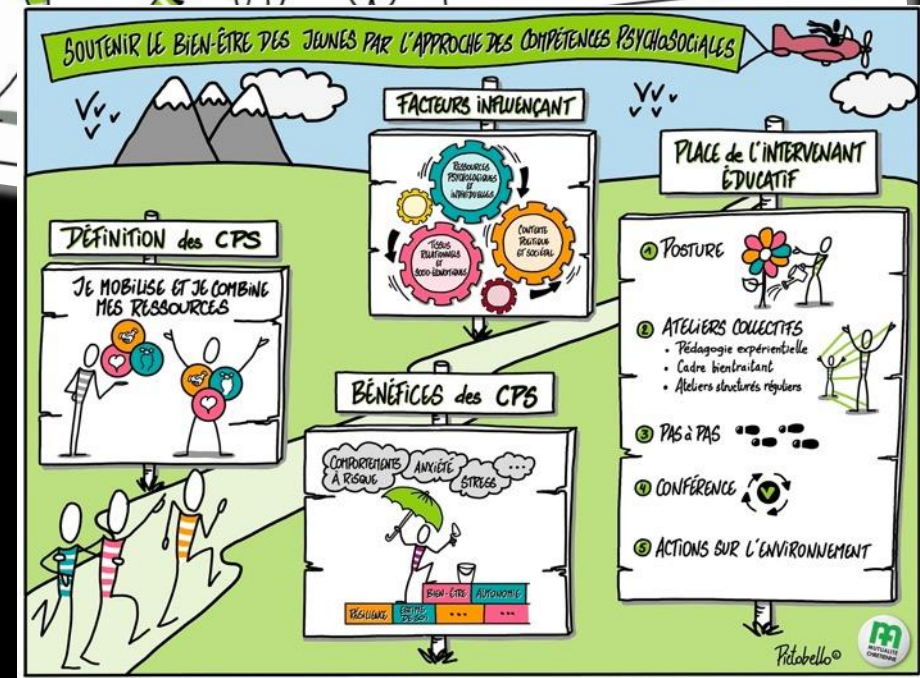 SOUTENIR LE BIEN-ÊTRE DES JEUNES PAR L'APPROCHE DES COMPÉTENCES PSYCHOSOCIALES
FACTEURS INFLUENÇANT
RESSOURCES
PSYCHOLOGIQUES
ET
INDIVIDUELLES
CONTEXTE
POLITIQUE
ET SOCIÉTAL
TISSUS
RELATIONNELS
ET
SOCIO-ÉCONOMIQUES
DÉFINITION des CPS
JE MOBILISE ET JE COMBINE
MES RESSOURCES
BÉNÉFICES des CPS
COMPORTEMENTS
À RISQUE
ANXIÉTÉ
STRESS
...
BIEN-ÊTRE
AUTONOMIE
RÉSILIENCE
ESTIME
DE SOI
...
...
PLACE de L'INTERVENANT
ÉDUCATIF
1 POSTURE
2 ATELIERS COLLECTIFS
• Pédagogie expérientielle
• Cadre bientraitant
• Ateliers structurés réguliers
3 PAS à PAS
4 CONFÉRENCE
5 ACTIONS SUR L'ENVIRONNEMENT
Pictobello©
MUTUALITÉ
CHRÉTIENNE